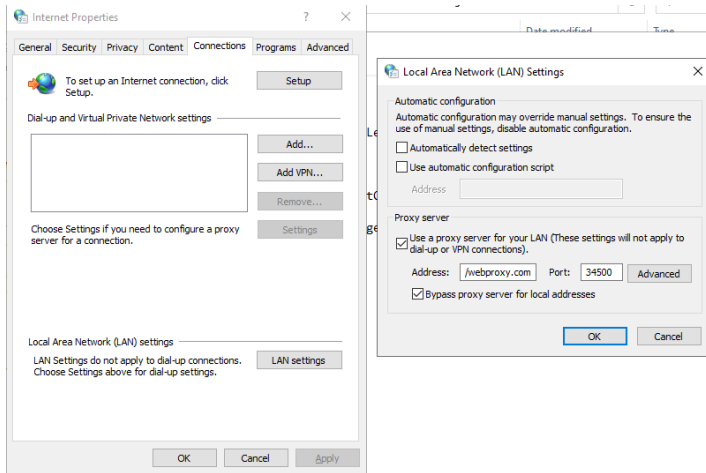 Internet Properties
?
General Security Privacy Content Connections Programs Advanced
To set up an Internet connection, click
Setup.
Setup
Dial-up and Virtual Private Network settings
Add...
Add VPN...
Remove...
Choose Settings if you need to configure a proxy
server for a connection.
Settings
Local Area Network (LAN) settings
LAN Settings do not apply to dial-up connections.
Choose Settings above for dial-up settings.
LAN settings
OK
Cancel
Apply
Date modified
Type
Local Area Network (LAN) Settings
Automatic configuration
Automatic configuration may override manual settings. To ensure the
use of manual settings, disable automatic configuration.
Automatically detect settings
Use automatic configuration script
Address
Proxy server
Use a proxy server for your LAN (These settings will not apply to
dial-up or VPN connections).
Address: /webproxy.com Port: 34500 Advanced
Bypass proxy server for local addresses
OK
Cancel